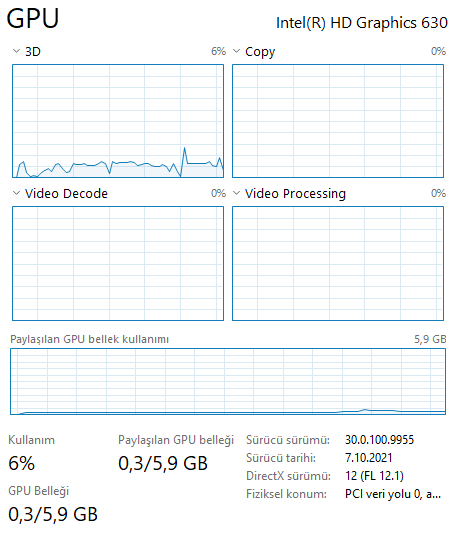 GPU
Intel(R) HD Graphics 630
3D 6%
Copy 0%
Video Decode 0%
Video Processing 0%
Paylaşılan GPU bellek kullanımı 5,9 GB
Kullanım
6%
Paylaşılan GPU belleği
0,3/5,9 GB
GPU Belleği
0,3/5,9 GB
Sürücü sürümü: 30.0.100.9955
Sürücü tarihi: 7.10.2021
DirectX sürümü: 12 (FL 12.1)
Fiziksel konum: PCI veri yolu 0, a...